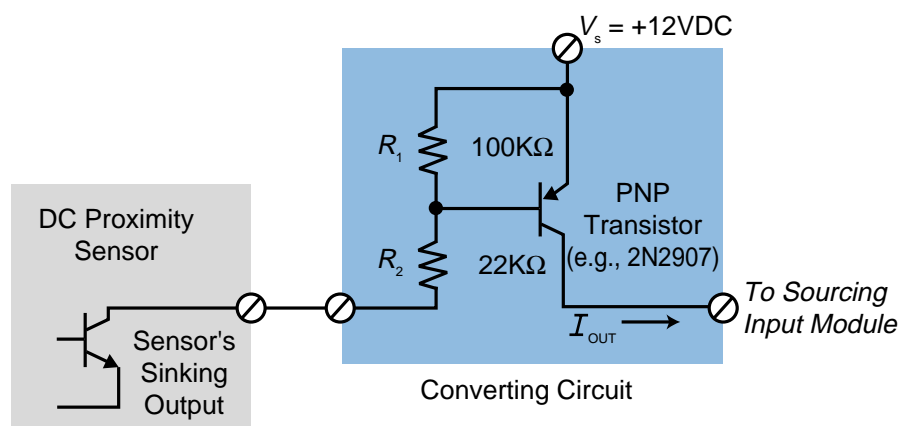 Vs = +12VDC
R1
100KΩ
PNP
Transistor
(e.g., 2N2907)
DC Proximity
Sensor
R2
22KΩ
To Sourcing
Input Module
IOUT
Sensor's
Sinking
Output
Converting Circuit